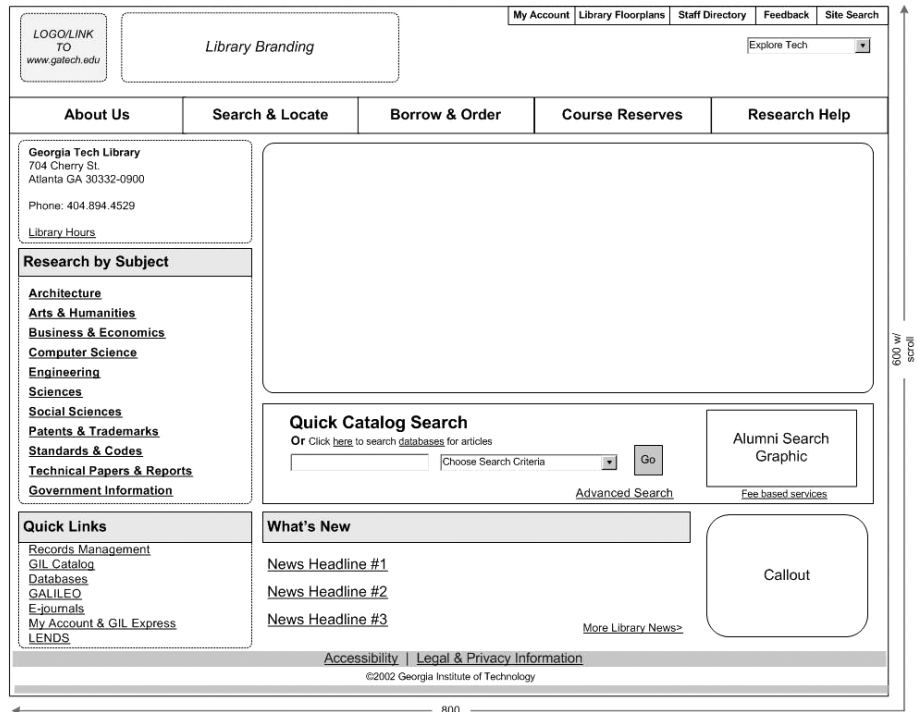 LOGO/LINK
TO
www.gatech.edu
Library Branding
My Account Library Floorplans Staff Directory Feedback Site Search
Explore Tech
About Us Search & Locate Borrow & Order Course Reserves Research Help
Georgia Tech Library
704 Cherry St.
Atlanta GA 30332-0900
Phone: 404.894.4529
Library Hours
Research by Subject
Architecture
Arts & Humanities
Business & Economics
Computer Science
Engineering
Sciences
Social Sciences
Patents & Trademarks
Standards & Codes
Technical Papers & Reports
Government Information
Quick Catalog Search
Or Click here to search databases for articles
Choose Search Criteria
Go
Advanced Search
Alumni Search
Graphic
Fee based services
Quick Links
Records Management
GIL Catalog
Databases
GALILEO
E-journals
My Account & GIL Express
LENDS
What's New
News Headline #1
News Headline #2
News Headline #3
More Library News>
Callout
Accessibility | Legal & Privacy Information
©2002 Georgia Institute of Technology
600 w/
scroll
800